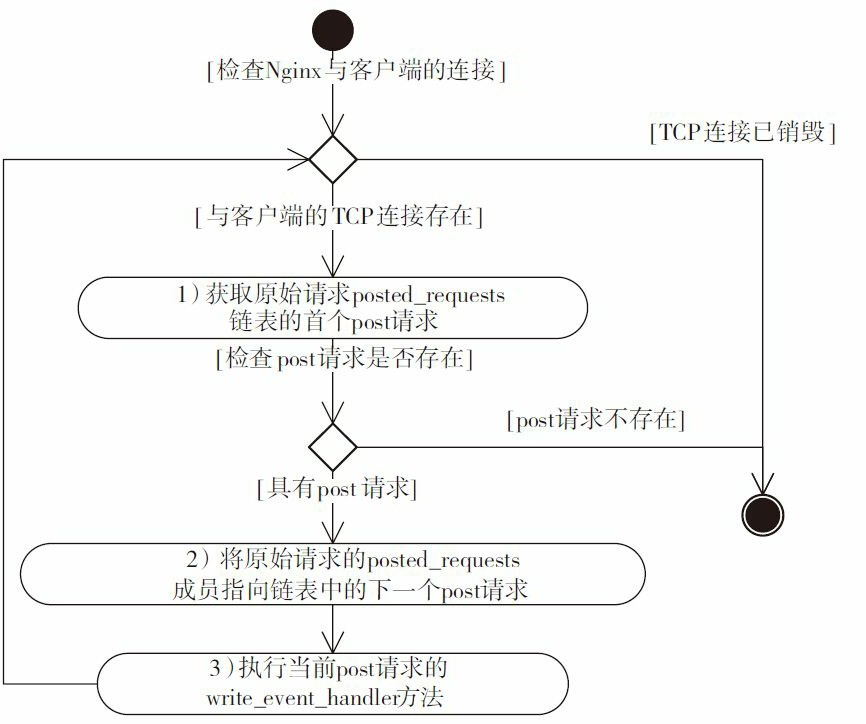 [检查Nginx与客户端的连接]
[TCP连接已销毁]
[与客户端的TCP连接存在]
1)获取原始请求posted_requests
链表的首个post请求
[检查post请求是否存在]
[post请求不存在]
[具有post请求]
2) 将原始请求的posted_requests
成员指向链表中的下一个post请求
3)执行当前post请求的
write_event_handler方法